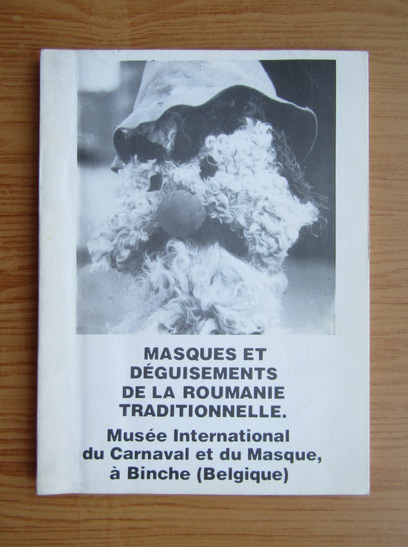 MASQUES ET
DÉGUISEMENTS
DE LA ROUMANIE
TRADITIONNELLE.
Musée International
du Carnaval et du Masque,
à Binche (Belgique)